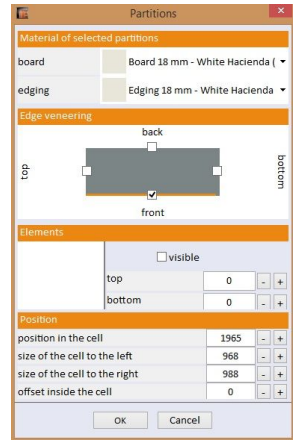 Partitions
Material of selected partitions
board Board 18 mm - White Hacienda (
edging Edging 18 mm - White Hacienda
Edge veneering
back
top
bottom
front
Elements
visible
top 0 - +
bottom 0 - +
Position
position in the cell 1965 - +
size of the cell to the left 968 - +
size of the cell to the right 988 - +
offset inside the cell 0 - +
OK Cancel